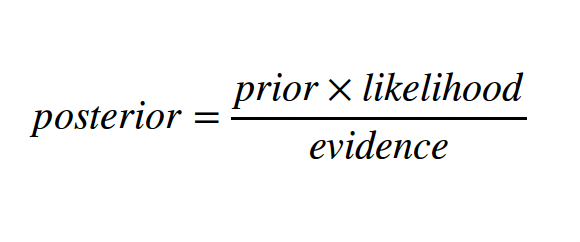 posterior = prior × likelihood / evidence